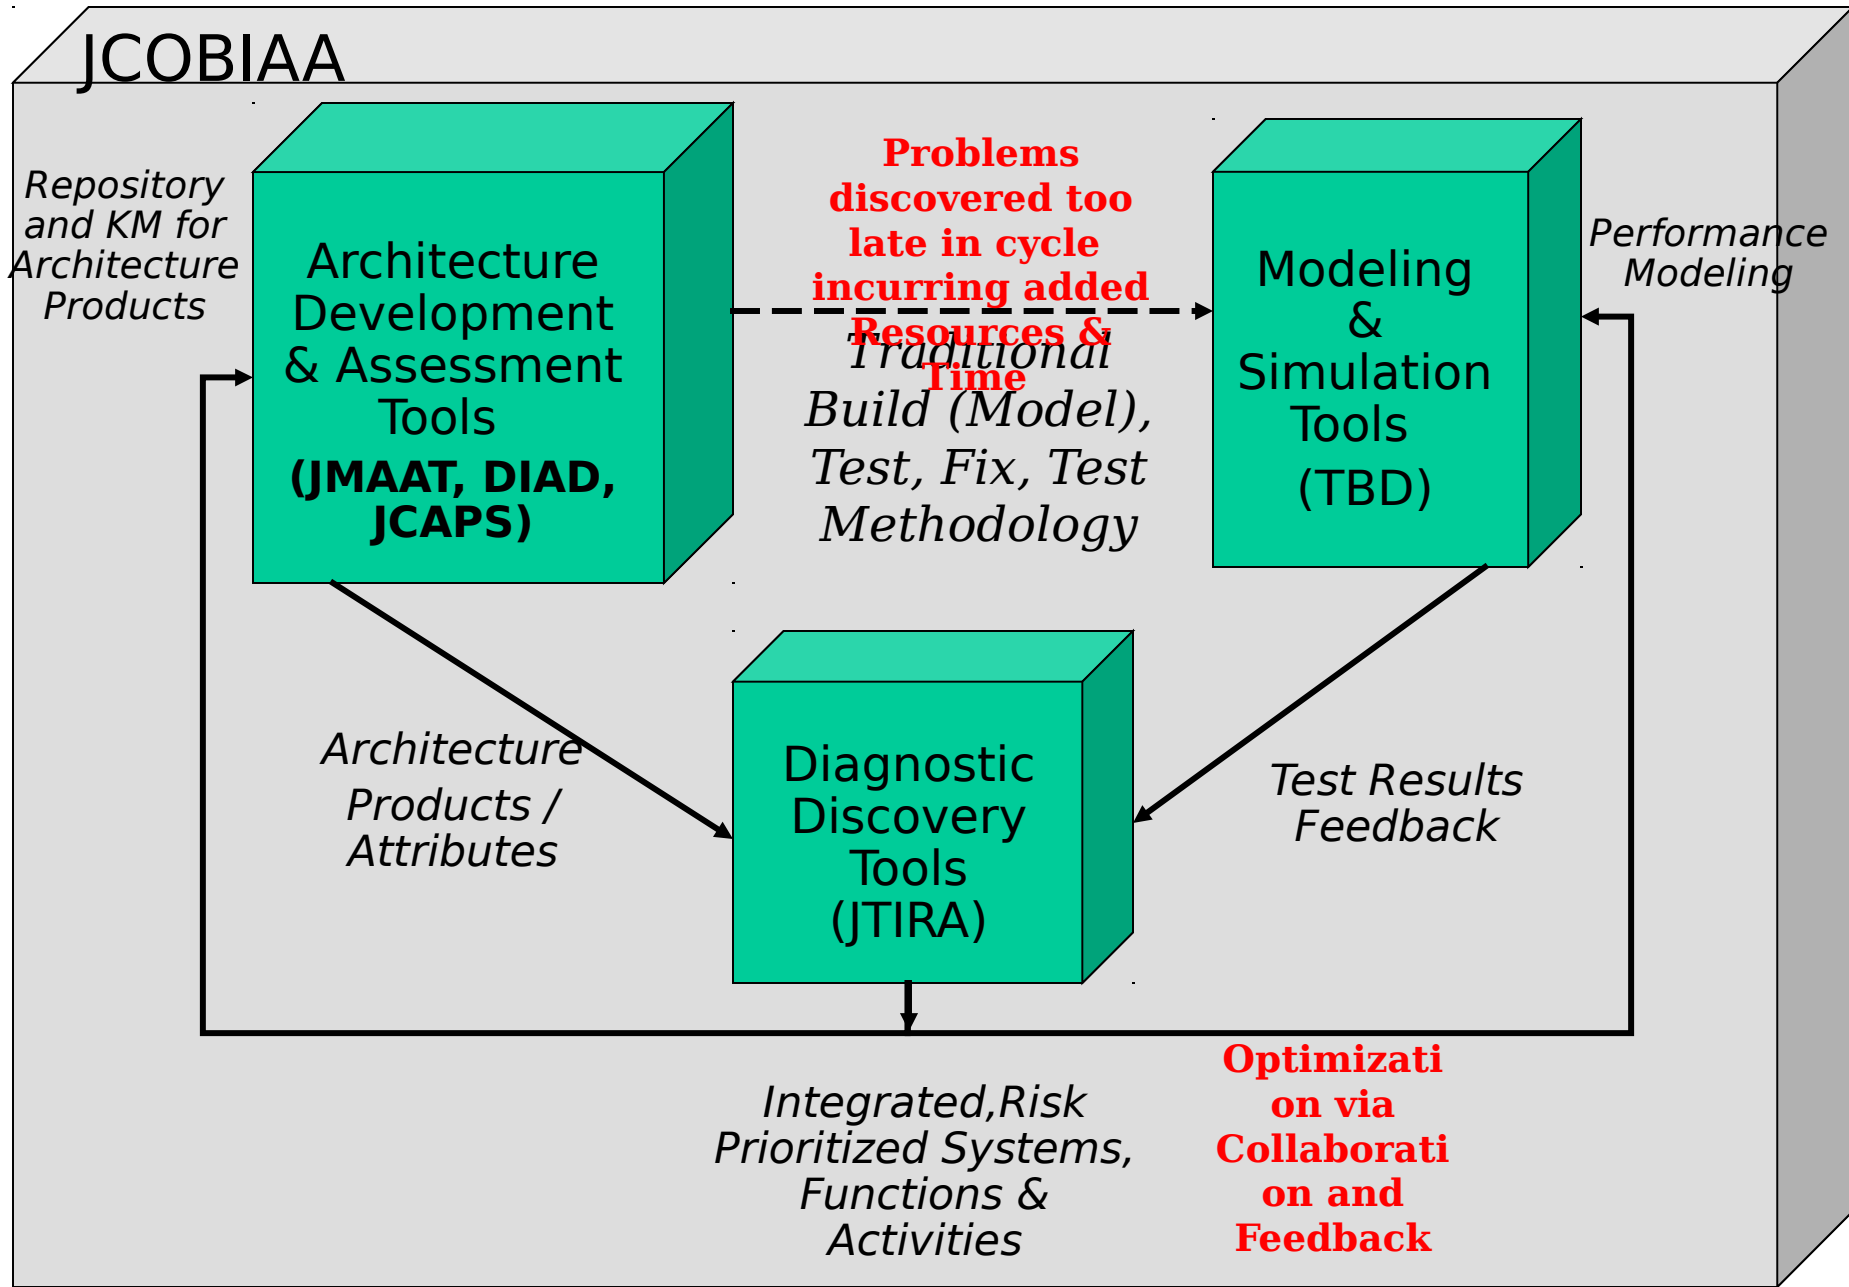 JCOBIAA
Repository
and KM for
Architecture
Products
Architecture
Development
& Assessment
Tools
(JMAAT, DIAD,
JCAPS)
Problems
discovered too
late in cycle
incurring added
Resources &
Time
Traditional
Build (Model),
Test, Fix, Test
Methodology
Modeling
&
Simulation
Tools
(TBD)
Performance
Modeling
Architecture
Products /
Attributes
Diagnostic
Discovery
Tools
(JTIRA)
Test Results
Feedback
Integrated,Risk
Prioritized Systems,
Functions &
Activities
Optimizati
on via
Collaborati
on and
Feedback